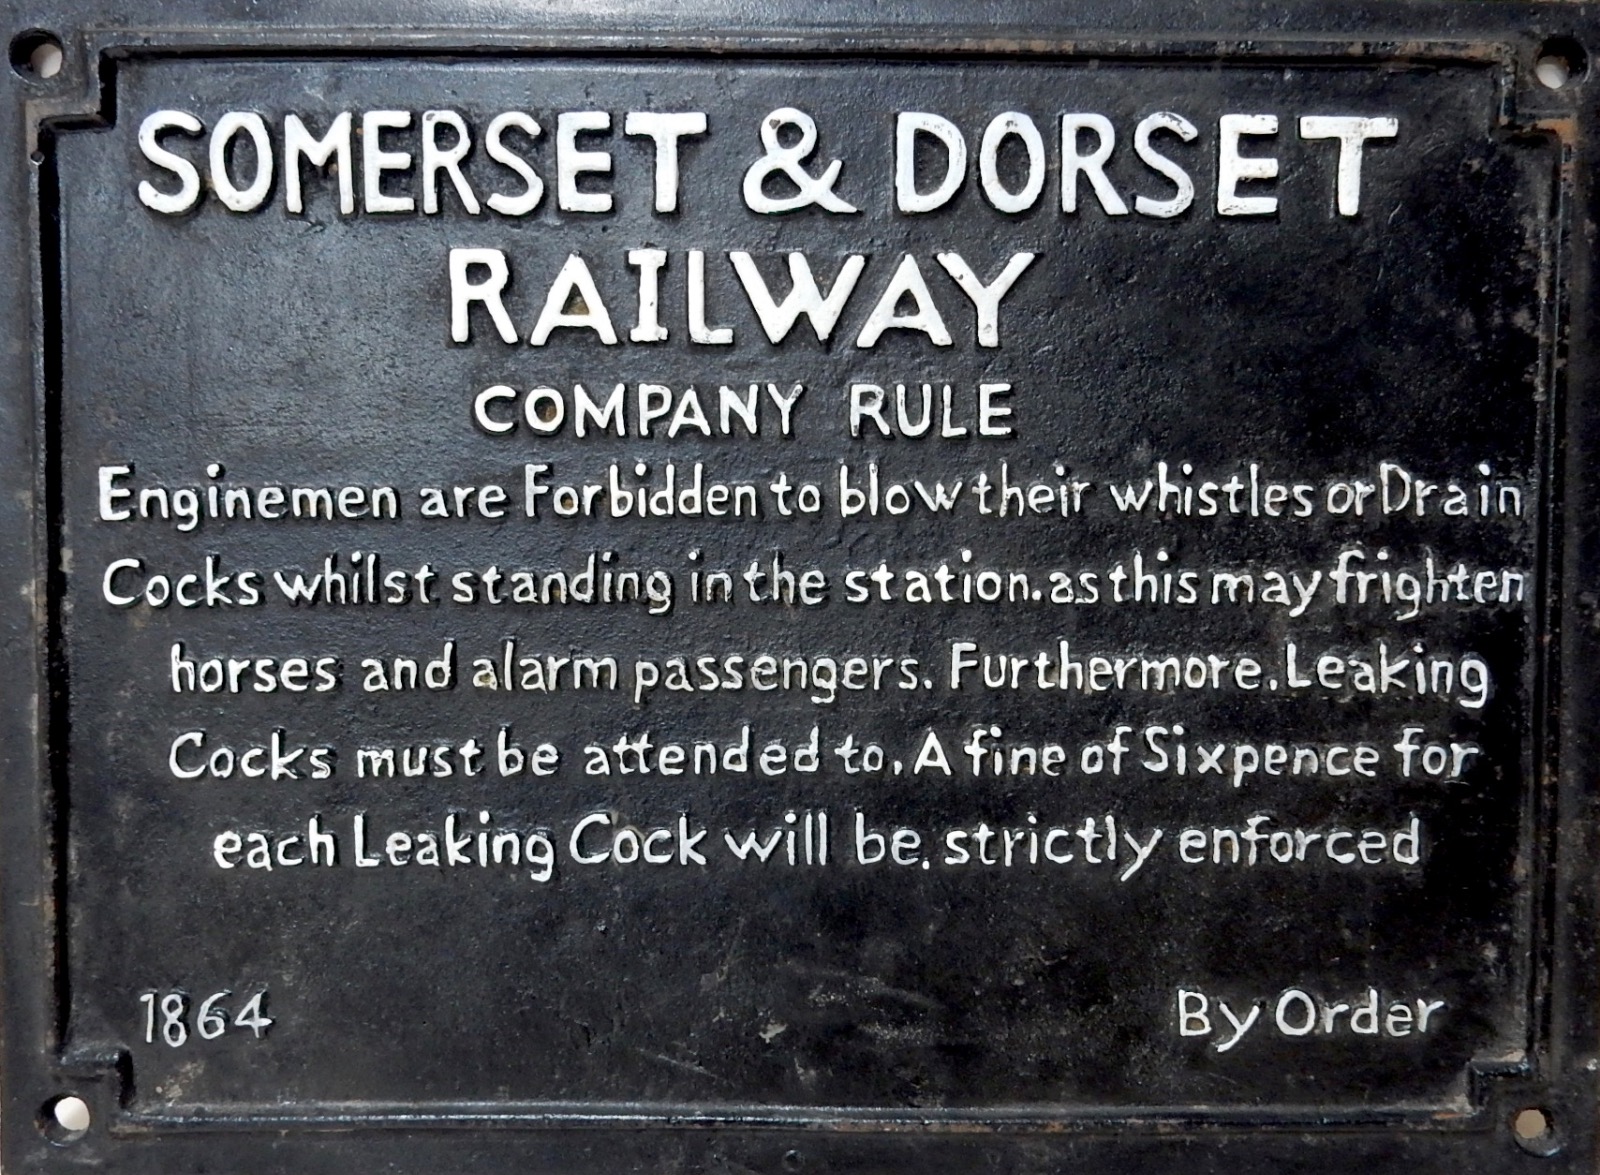 SOMERSET & DORSET
RAILWAY
COMPANY RULE
Enginemen are Forbidden to blow their whistles or Drain
Cocks whilst standing in the station. as this may frighten
horses and alarm passengers. Furthermore. Leaking
Cocks must be attended to. A fine of Sixpence for
each Leaking Cock will be. strictly enforced
1864 By Order